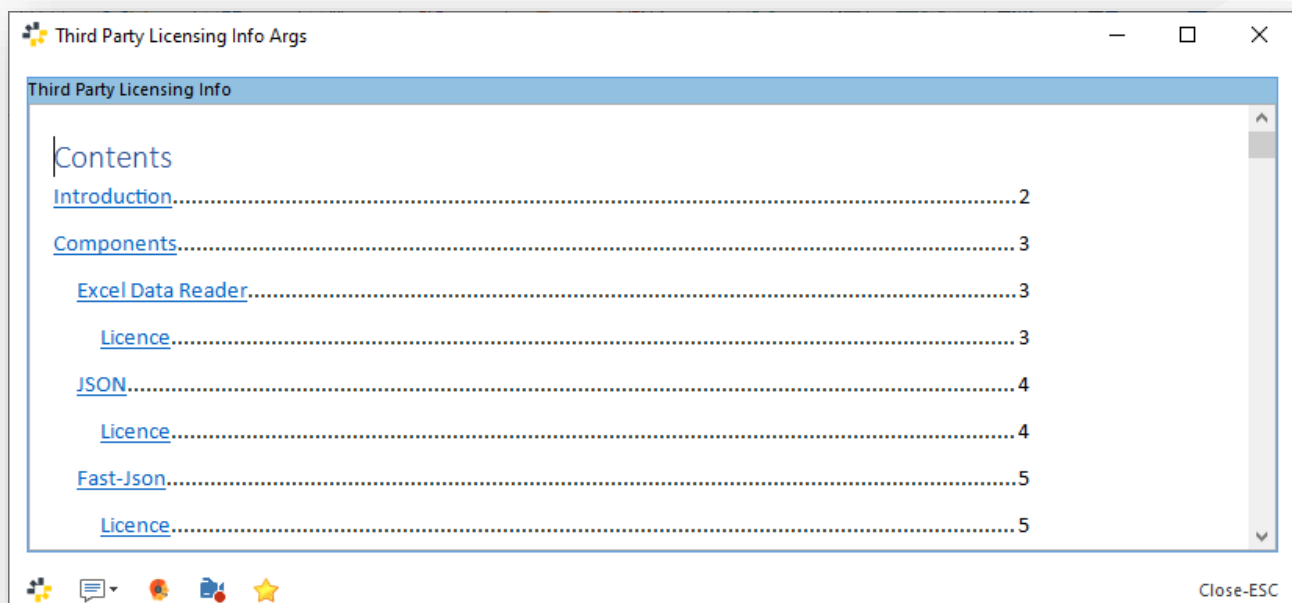 Third Party Licensing Info Args
Third Party Licensing Info
Contents
Introduction.....2
Components.....3
Excel Data Reader.....3
Licence.....3
JSON.....4
Licence.....4
Fast-Json.....5
Licence.....5
Close-ESC